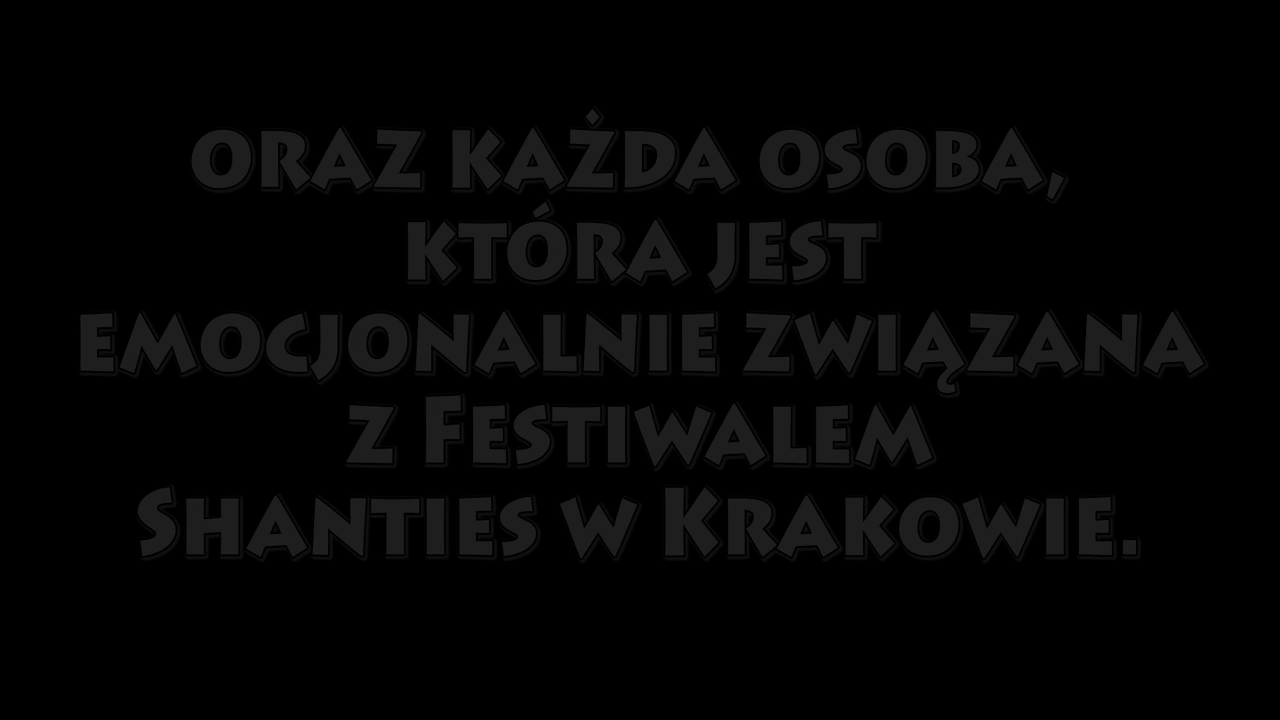 ORAZ KAŻDA OSOBA,
KTÓRA JEST
EMOCJONALNIE ZWIĄZANA
Z FESTIWALEM
SHANTIES W KRAKOWIE.